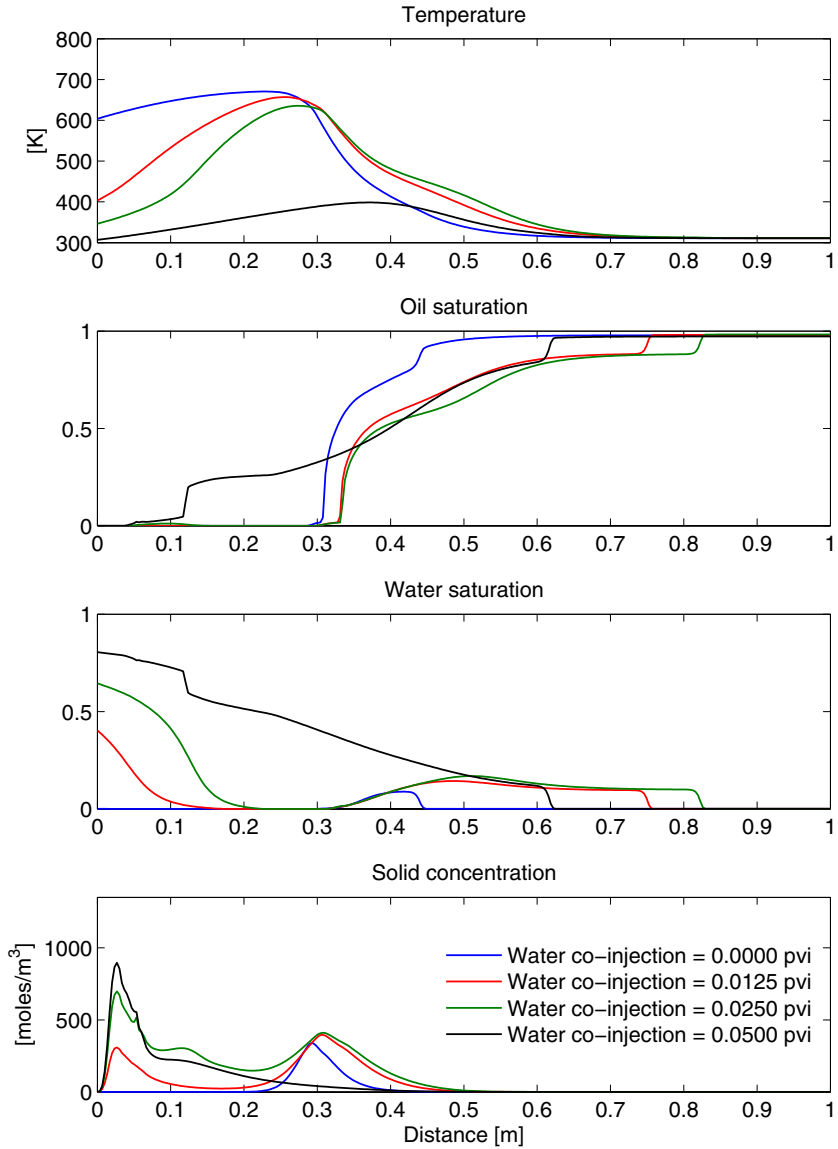 Temperature
800
700
600
500
400
300
[K]
0 0.1 0.2 0.3 0.4 0.5 0.6 0.7 0.8 0.9 1
Oil saturation
1
0.5
0
0 0.1 0.2 0.3 0.4 0.5 0.6 0.7 0.8 0.9 1
Water saturation
1
0.5
0
0 0.1 0.2 0.3 0.4 0.5 0.6 0.7 0.8 0.9 1
Solid concentration
1000
500
0
[moles/m³]
Water co−injection = 0.0000 pvi
Water co−injection = 0.0125 pvi
Water co−injection = 0.0250 pvi
Water co−injection = 0.0500 pvi
0 0.1 0.2 0.3 0.4 0.5 0.6 0.7 0.8 0.9 1
Distance [m]